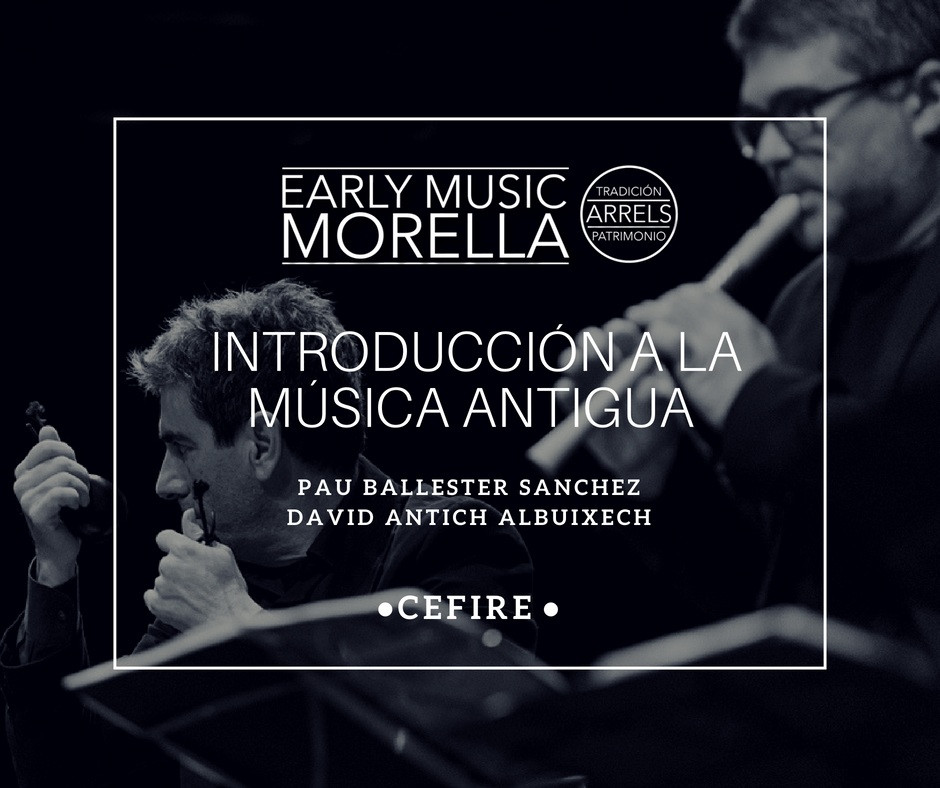 EARLY MUSIC
MORELLA
TRADICIÓN
ARRELS
PATRIMONIO
INTRODUCCIÓN A LA
MÚSICA ANTIGUA
PAU BALLESTER SANCHEZ
DAVID ANTICH ALBUIXECH
•CEFIRE •